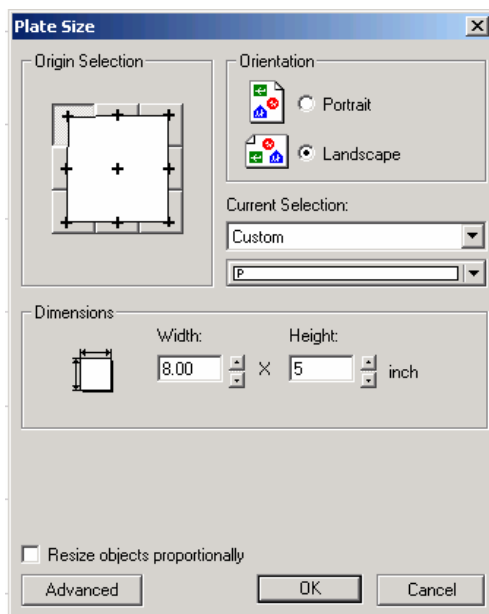 Plate Size
Origin Selection
Orientation
Portrait
Landscape
Current Selection:
Custom
P
Dimensions
Width:
Height:
8.00 X 5 inch
Resize objects proportionally
Advanced
OK
Cancel